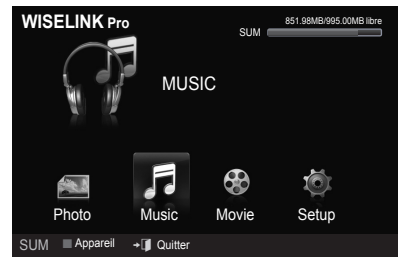 WISELINK Pro
851.98MB/995.00MB libre
SUM
MUSIC
Photo Music Movie Setup
SUM Appareil Quitter